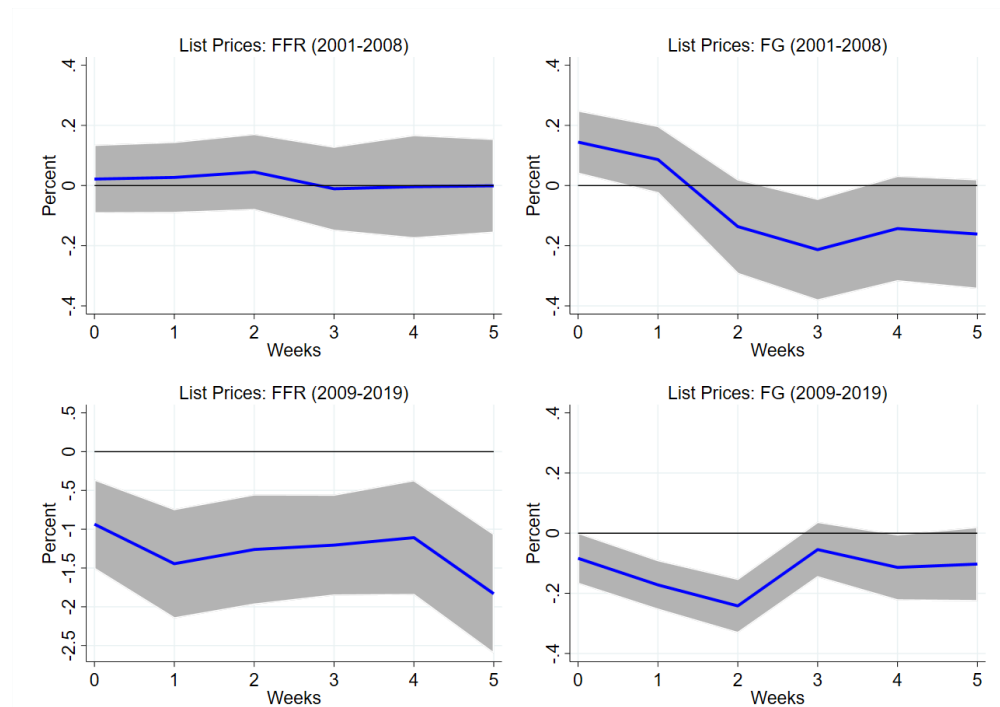 List Prices: FFR (2001-2008)
Percent
.4
.2
0
-.2
-.4
0 1 2 3 4 5
Weeks
List Prices: FG (2001-2008)
Percent
.4
.2
0
-.2
-.4
0 1 2 3 4 5
Weeks
List Prices: FFR (2009-2019)
Percent
.5
0
-.5
-1
-1.5
-2
-2.5
0 1 2 3 4 5
Weeks
List Prices: FG (2009-2019)
Percent
.4
.2
0
-.2
-.4
0 1 2 3 4 5
Weeks